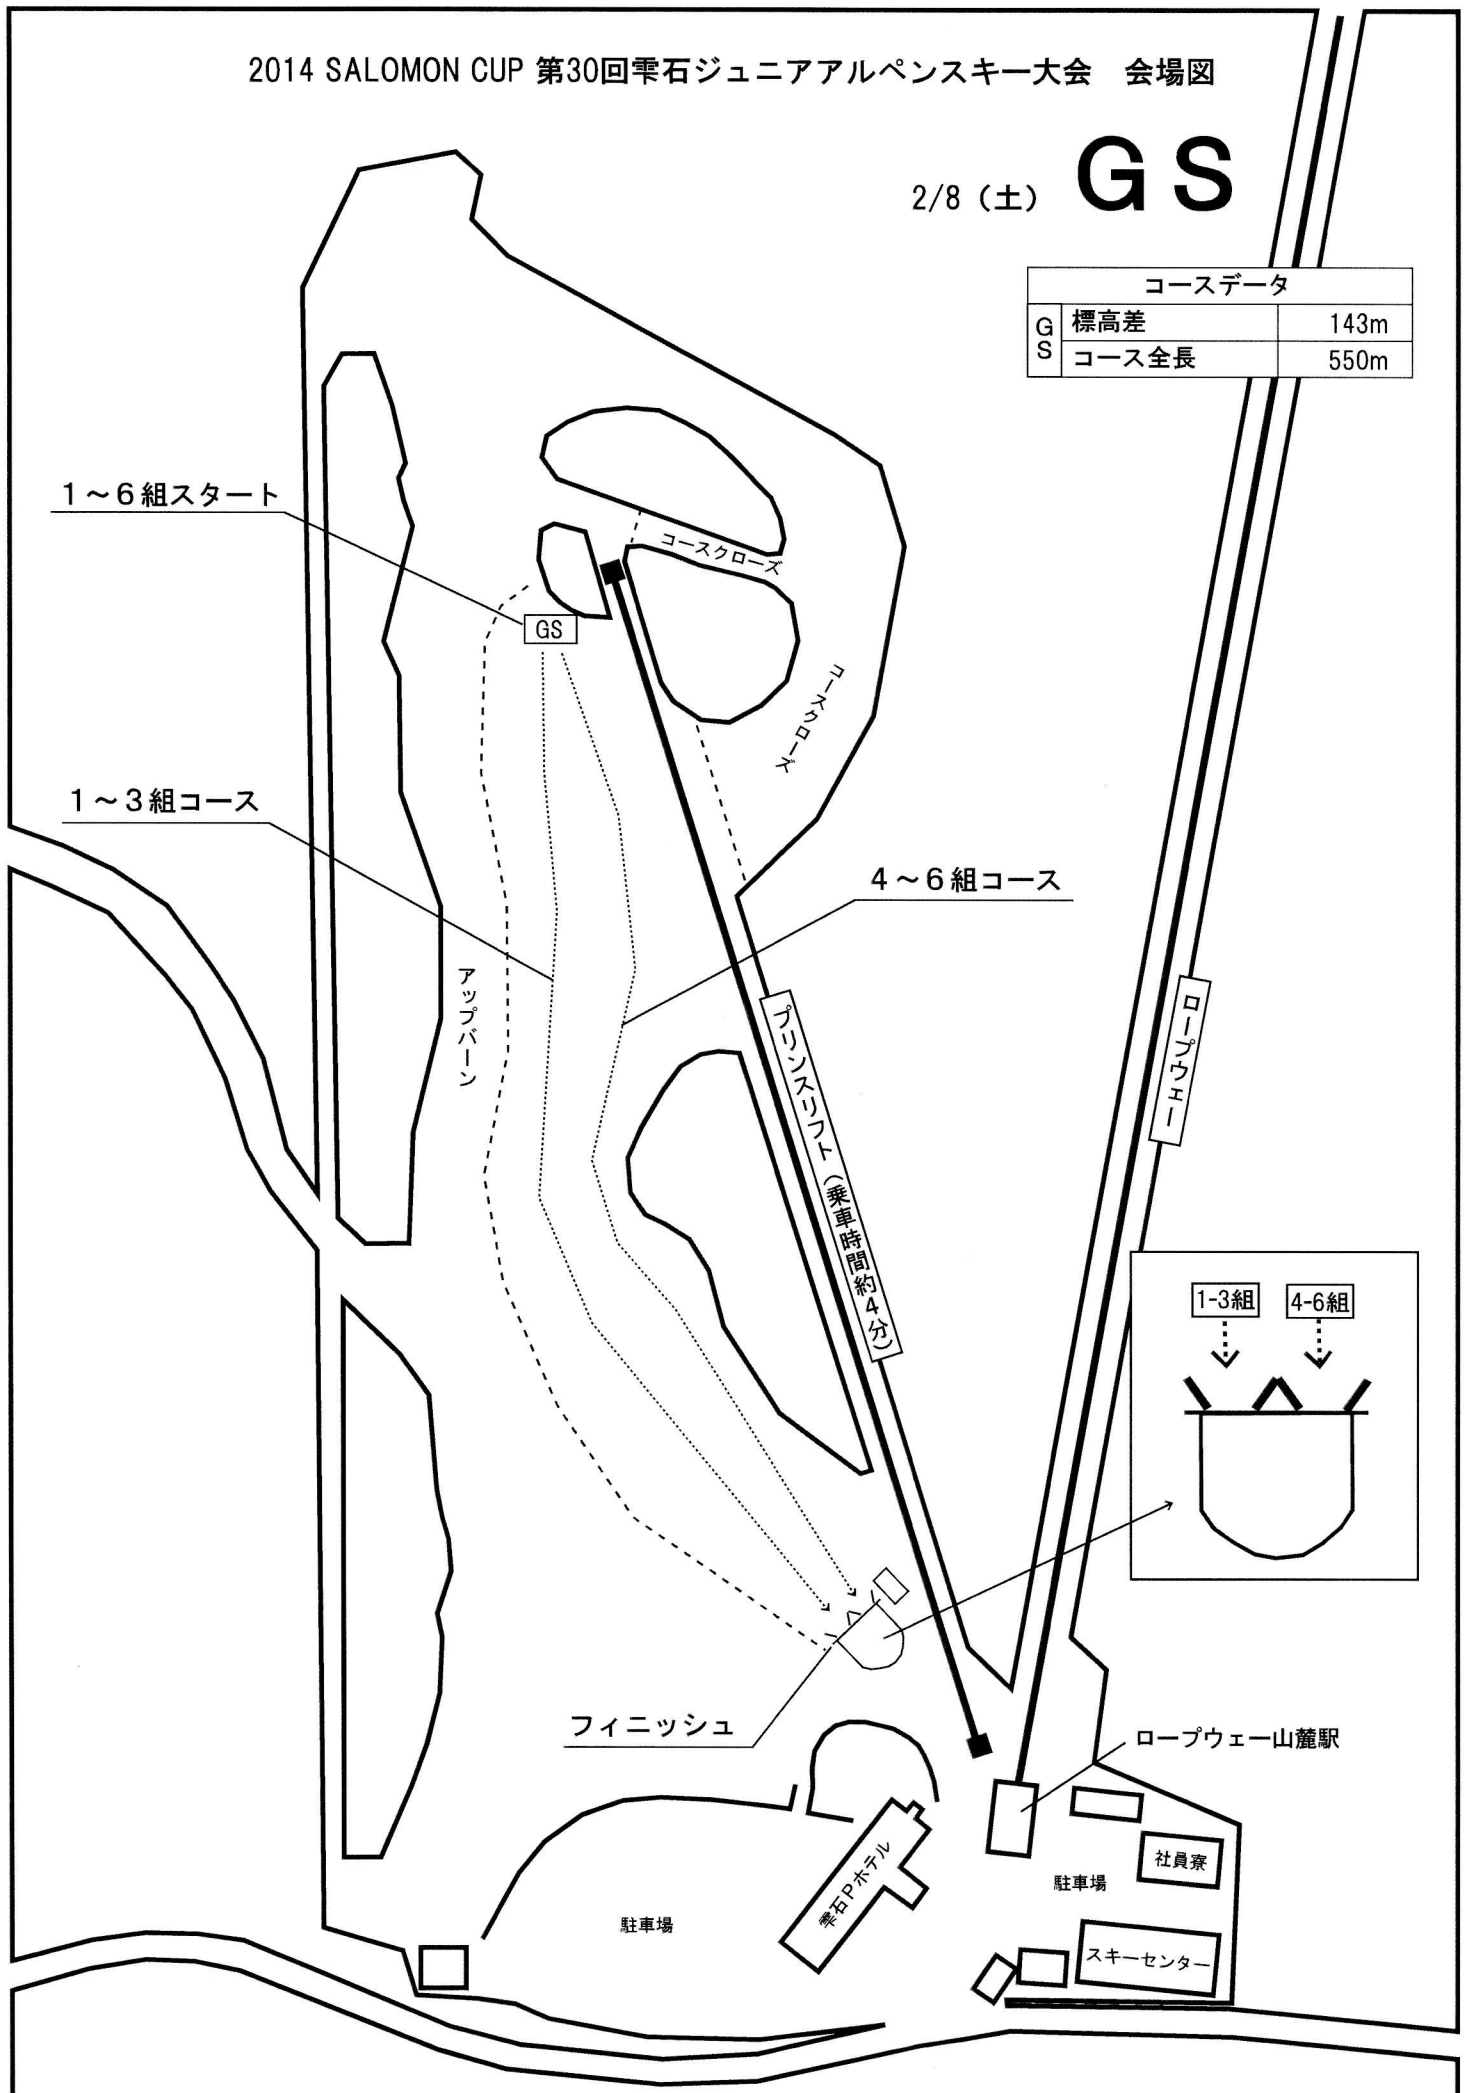 2014 SALOMON CUP 第30回雫石ジュニアアルペンスキー大会 会場図
2/8（土） GS
コースデータ
GS
標高差 143m
コース全長 550m
1～6組スタート
コースクローズ
GS
コースクローズ
1～3組コース
4～6組コース
アップバーン
プリンスリフト（乗車時間約4分）
ロープウェー
1-3組 4-6組
フィニッシュ
ロープウェー山麓駅
雫石Pホテル
社員寮
駐車場
駐車場
スキーセンター